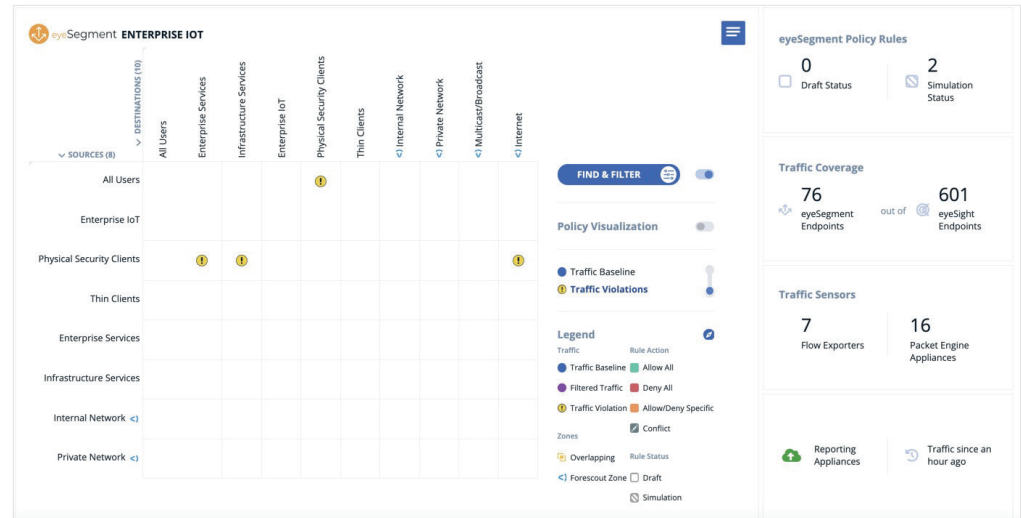 eyeSegment ENTERPRISE IOT
DESTINATIONS (10)
SOURCES (8)
All Users
Enterprise Services
Infrastructure Services
Enterprise IoT
Physical Security Clients
Thin Clients
Internal Network
Private Network
Multicast/Broadcast
Internet
All Users
Enterprise IoT
Physical Security Clients
Thin Clients
Enterprise Services
Infrastructure Services
Internal Network
Private Network
FIND & FILTER
Policy Visualization
Traffic Baseline
Traffic Violations
Legend
Traffic
Rule Action
Traffic Baseline
Allow All
Filtered Traffic
Deny All
Traffic Violation
Allow/Deny Specific
Conflict
Zones
Overlapping
Rule Status
Forescout Zone
Draft
Simulation
eyeSegment Policy Rules
0
Draft Status
2
Simulation
Status
Traffic Coverage
76
eyeSegment
Endpoints
out of
601
eyeSight
Endpoints
Traffic Sensors
7
Flow Exporters
16
Packet Engine
Appliances
Reporting
Appliances
Traffic since an
hour ago